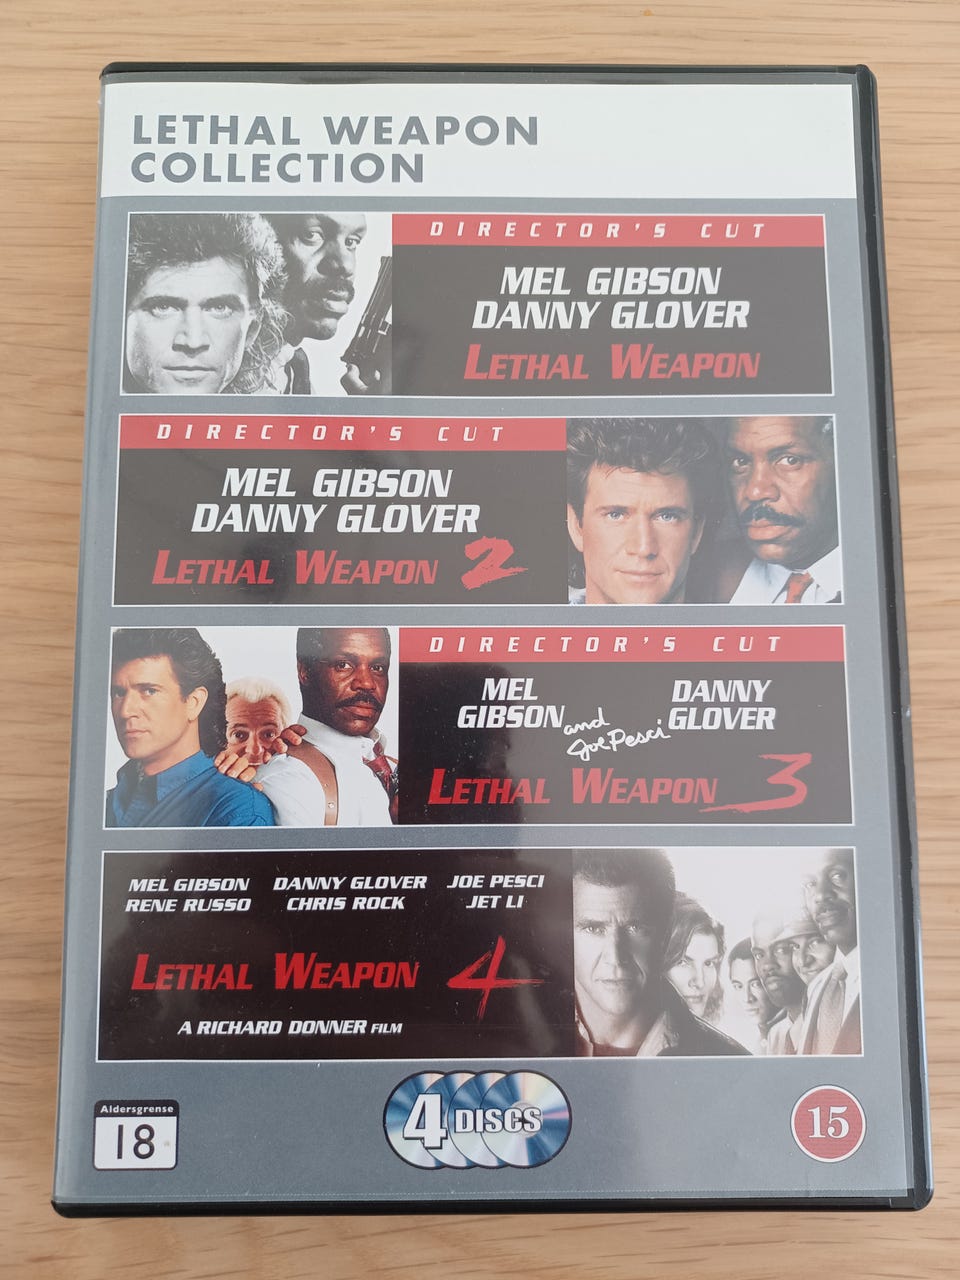 LETHAL WEAPON
COLLECTION
DIRECTOR'S CUT
MEL GIBSON
DANNY GLOVER
LETHAL WEAPON
DIRECTOR'S CUT
MEL GIBSON
DANNY GLOVER
LETHAL WEAPON 2
DIRECTOR'S CUT
MEL GIBSON and Joe Pesci DANNY GLOVER
LETHAL WEAPON 3
MEL GIBSON DANNY GLOVER JOE PESCI
RENE RUSSO CHRIS ROCK JET LI
LETHAL WEAPON 4
A RICHARD DONNER FILM
Aldersgrense
18
4 DISCS
15